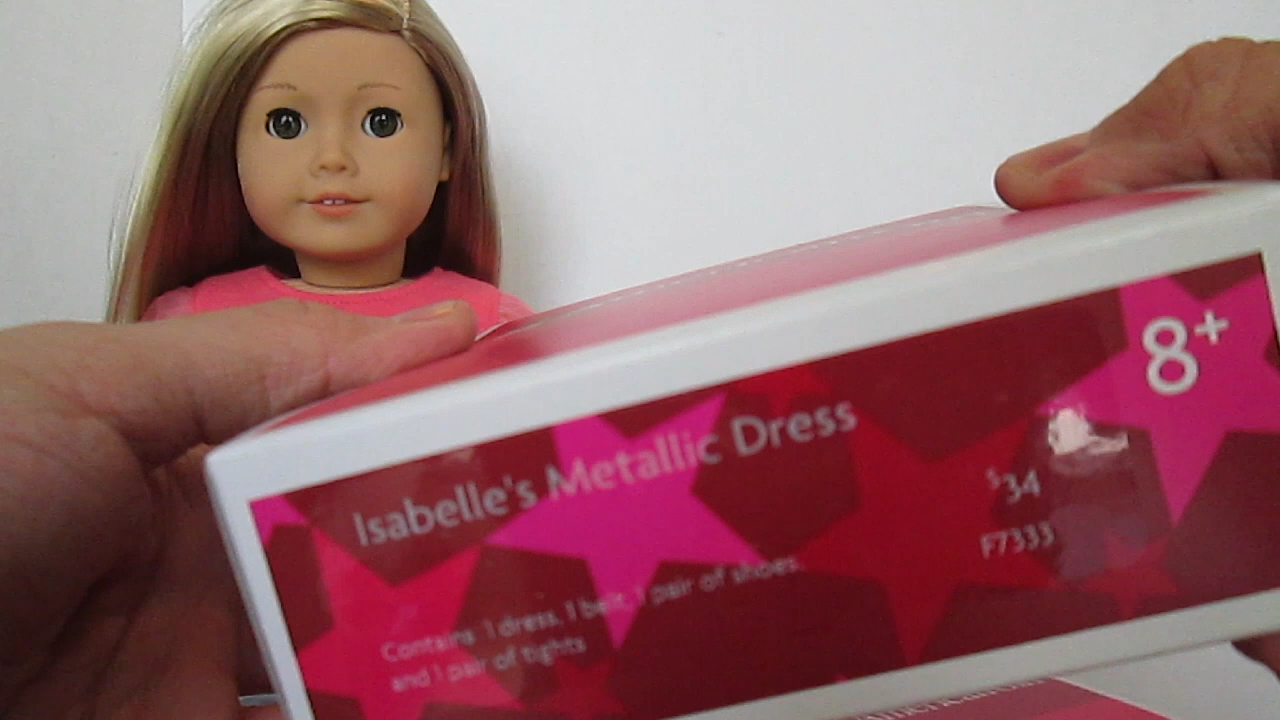 8+
Isabelle's Metallic Dress
$34
F7333
Contains: 1 dress, 1 belt, 1 pair of shoes,
and 1 pair of tights